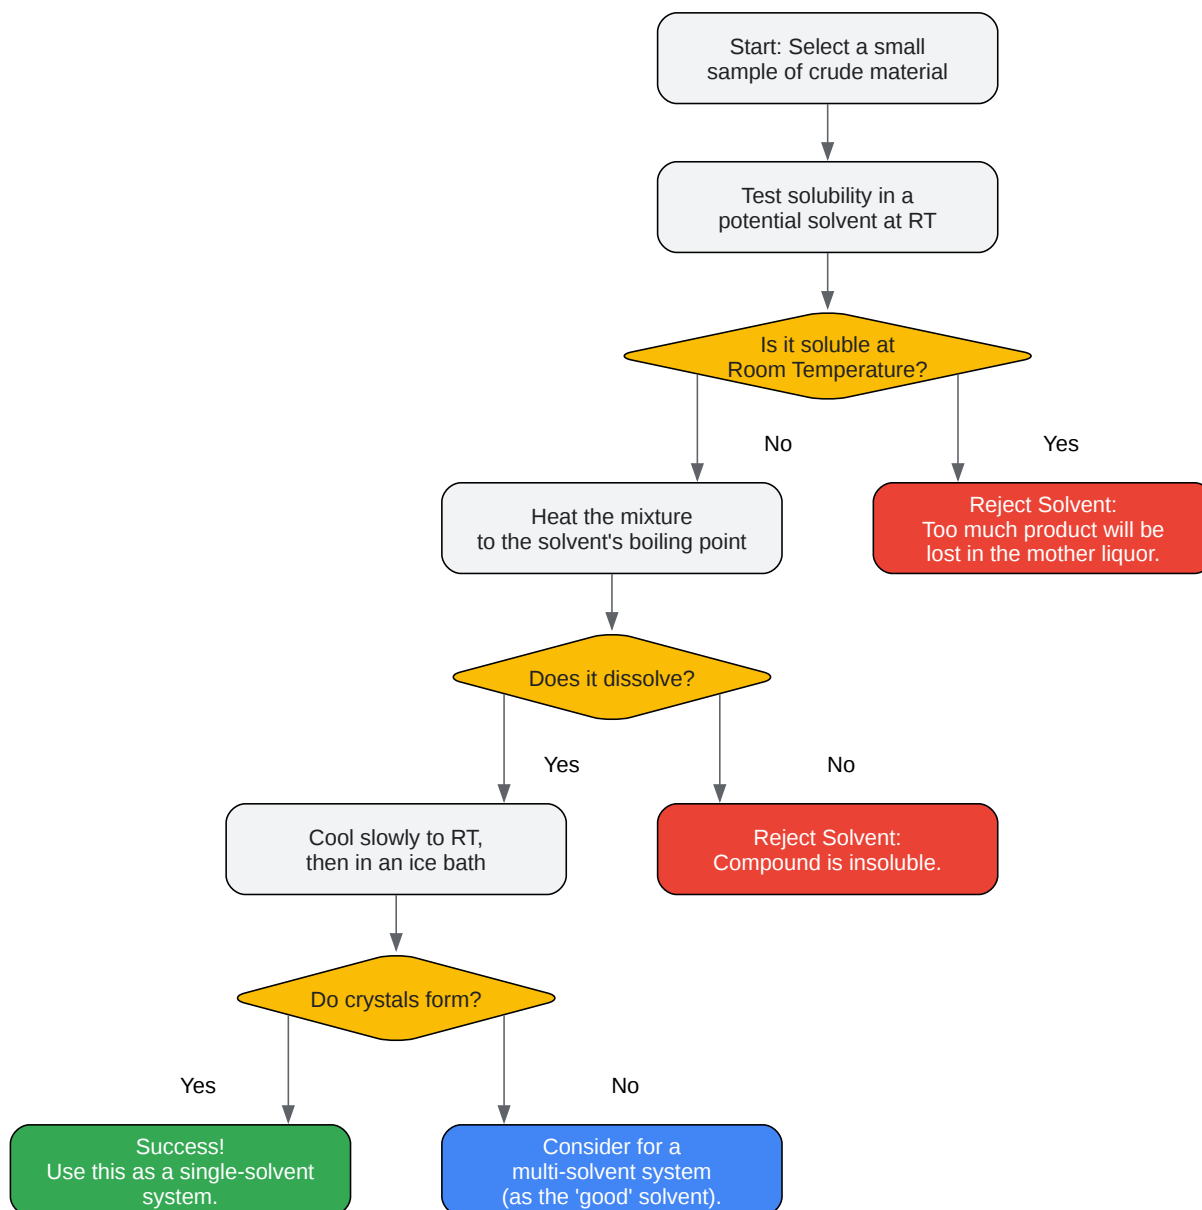 Start: Select a small
sample of crude material
Test solubility in a
potential solvent at RT
Is it soluble at
Room Temperature?
No
Yes
Heat the mixture
to the solvent's boiling point
Reject Solvent:
Too much product will be
lost in the mother liquor.
Does it dissolve?
Yes
No
Cool slowly to RT,
then in an ice bath
Reject Solvent:
Compound is insoluble.
Do crystals form?
Yes
No
Success!
Use this as a single-solvent
system.
Consider for a
multi-solvent system
(as the 'good' solvent).